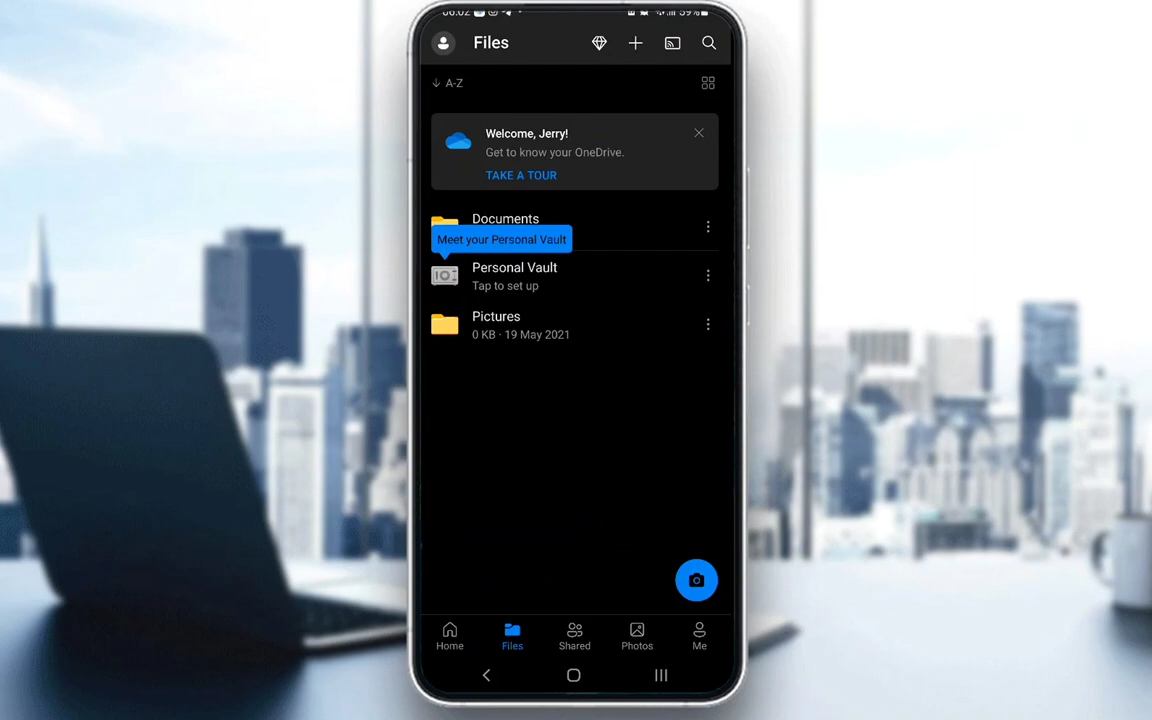 Files
A-Z
Welcome, Jerry!
Get to know your OneDrive.
TAKE A TOUR
Documents
Meet your Personal Vault
Personal Vault
Tap to set up
Pictures
0 KB · 19 May 2021
Home
Files
Shared
Photos
Me